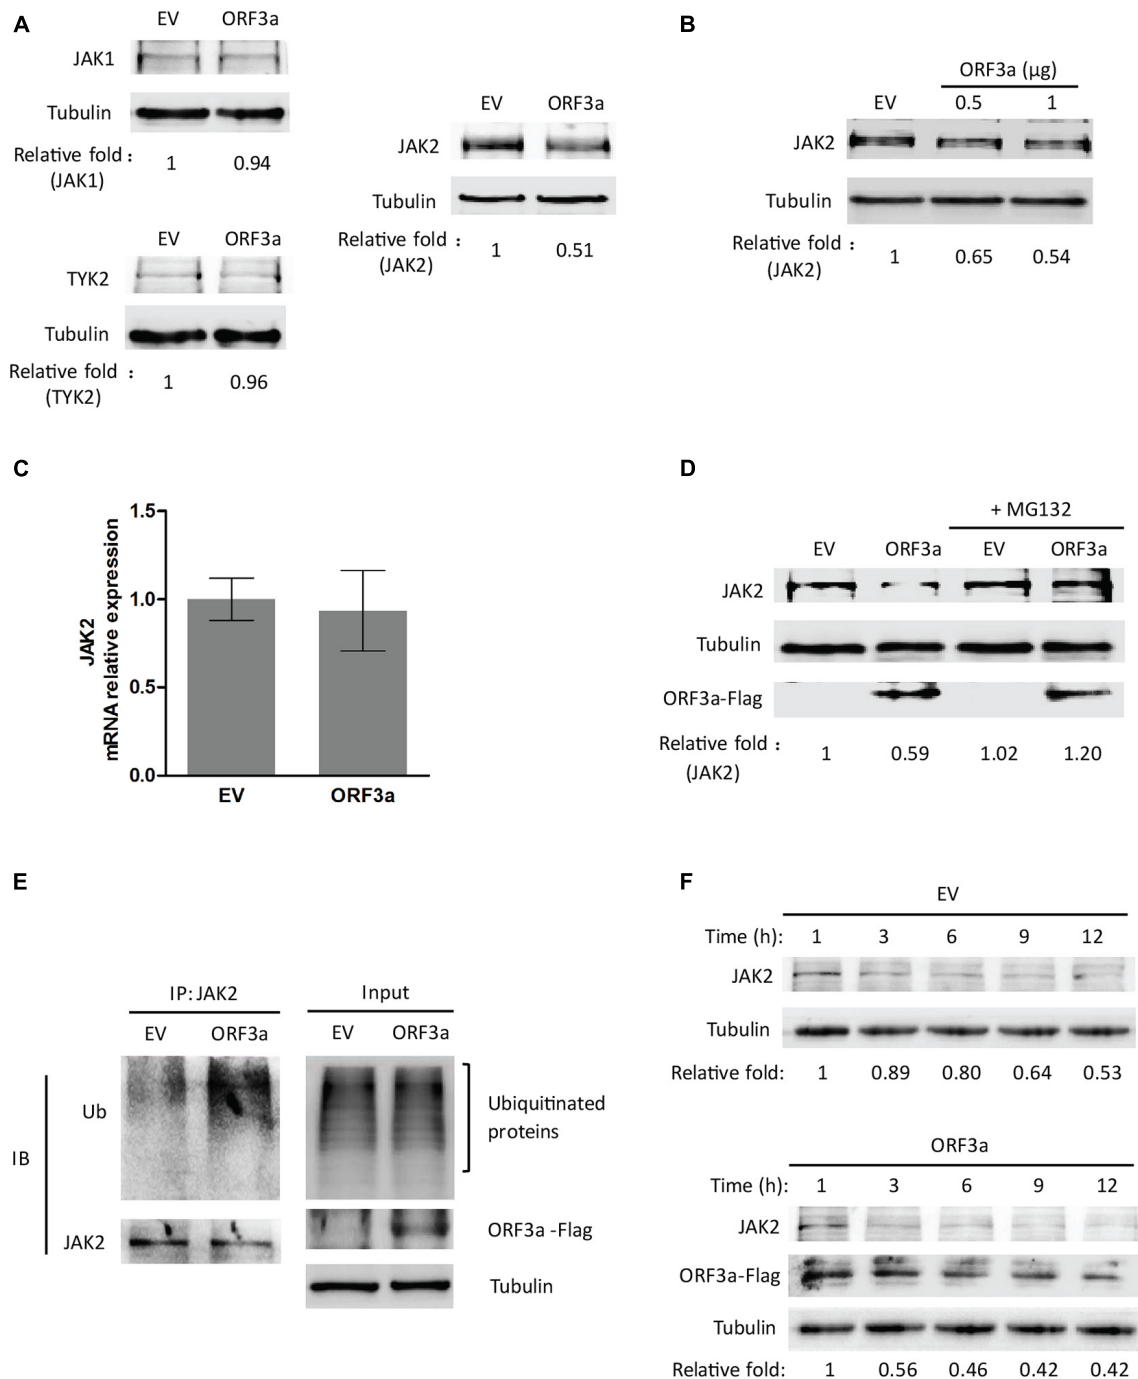 A
EV ORF3a
JAK1
Tubulin
Relative fold : 1 0.94
(JAK1)
EV ORF3a
TYK2
Tubulin
Relative fold : 1 0.96
(TYK2)
EV ORF3a
JAK2
Tubulin
Relative fold : 1 0.51
(JAK2)
B
ORF3a (μg)
EV 0.5 1
JAK2
Tubulin
Relative fold : 1 0.65 0.54
(JAK2)
C
JAK2
mRNA relative expression
1.5
1.0
0.5
0.0
EV ORF3a
D
+ MG132
EV ORF3a EV ORF3a
JAK2
Tubulin
ORF3a-Flag
Relative fold : 1 0.59 1.02 1.20
(JAK2)
E
IP: JAK2 Input
EV ORF3a EV ORF3a
IB
Ub
JAK2
Ubiquitinated
proteins
ORF3a -Flag
Tubulin
F
EV
Time (h): 1 3 6 9 12
JAK2
Tubulin
Relative fold: 1 0.89 0.80 0.64 0.53
ORF3a
Time (h): 1 3 6 9 12
JAK2
ORF3a-Flag
Tubulin
Relative fold: 1 0.56 0.46 0.42 0.42